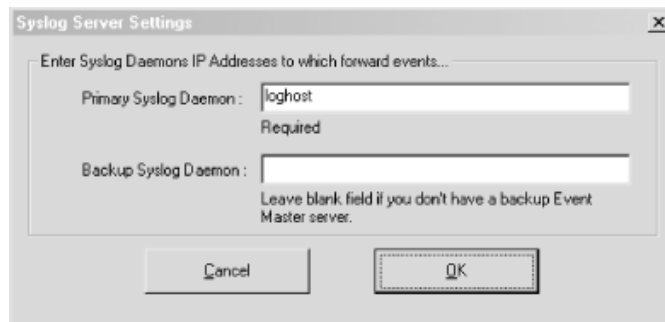 Syslog Server Settings
Enter Syslog Daemons IP Addresses to which forward events...
Primary Syslog Daemon :
loghost
Required
Backup Syslog Daemon :
Leave blank field if you don't have a backup Event
Master server.
Cancel
OK